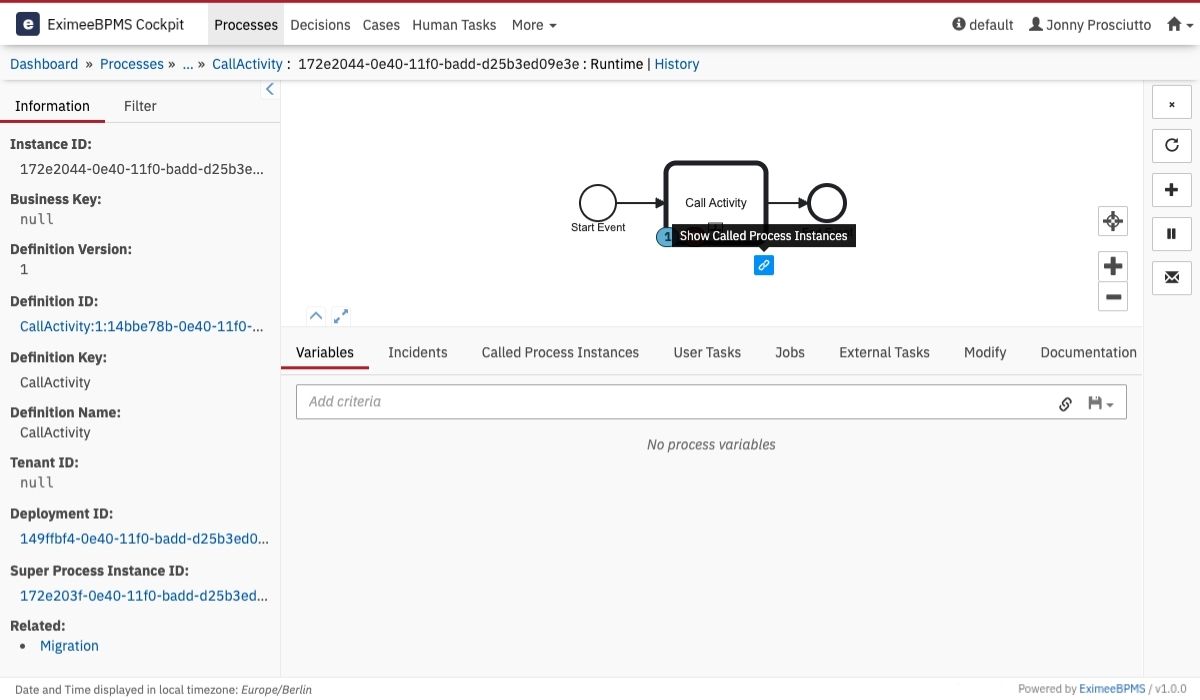 e EximeeBPMS Cockpit Processes Decisions Cases Human Tasks More default Jonny Prosciutto
Dashboard » Processes » ... » CallActivity : 172e2044-0e40-11f0-badd-d25b3ed09e3e : Runtime | History
Information Filter
Instance ID:
172e2044-0e40-11f0-badd-d25b3e...
Business Key:
null
Definition Version:
1
Definition ID:
CallActivity:1:14bbe78b-0e40-11f0-...
Definition Key:
CallActivity
Definition Name:
CallActivity
Tenant ID:
null
Deployment ID:
149ffbf4-0e40-11f0-badd-d25b3ed0...
Super Process Instance ID:
172e203f-0e40-11f0-badd-d25b3ed...
Related:
• Migration
Call Activity
Start Event
1 Show Called Process Instances
Variables Incidents Called Process Instances User Tasks Jobs External Tasks Modify Documentation
Add criteria
No process variables
Date and Time displayed in local timezone: Europe/Berlin
Powered by EximeeBPMS / v1.0.0